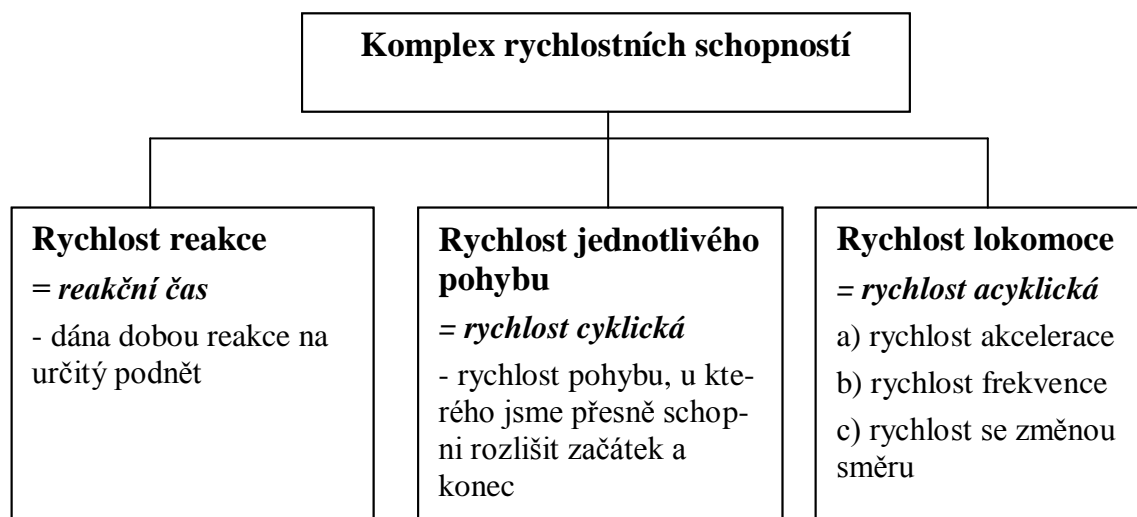 Komplex rychlostních schopností
Rychlost reakce
= reakční čas
- dána dobou reakce na
určitý podnět
Rychlost jednotlivého
pohybu
= rychlost cyklická
- rychlost pohybu, u kte-
rého jsme přesně schop-
ni rozlišit začátek a
konec
Rychlost lokomoce
= rychlost acyklická
a) rychlost akcelerace
b) rychlost frekvence
c) rychlost se změnou
směru